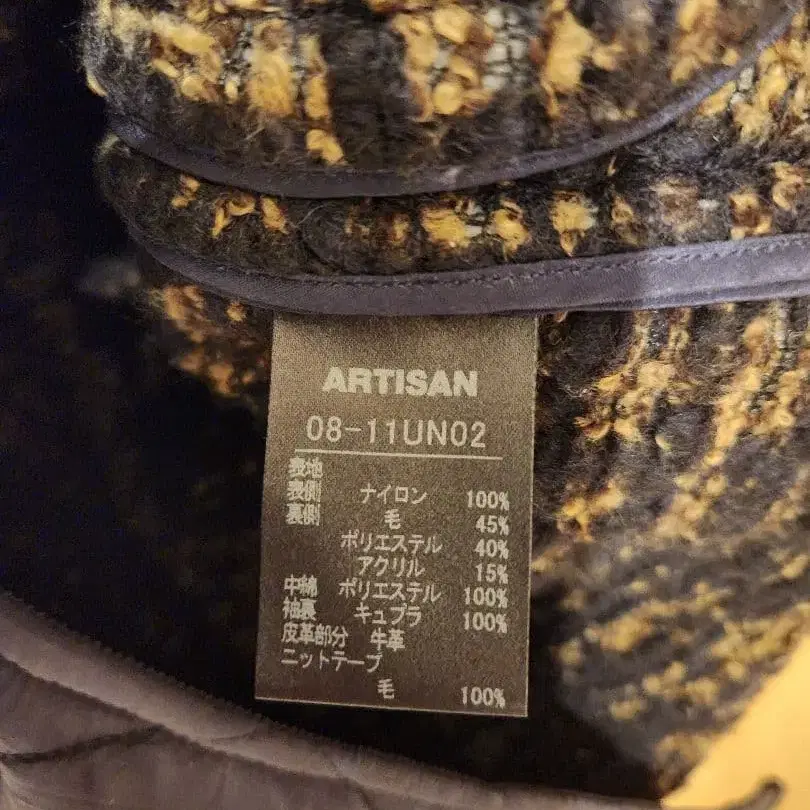 ARTISAN
08-11UN02
表地
表側 ナイロン 100%
裏側 毛 45%
ポリエステル 40%
アクリル 15%
中綿 ポリエステル 100%
袖裏 キュプラ 100%
皮革部分 牛革
ニットテープ
毛 100%